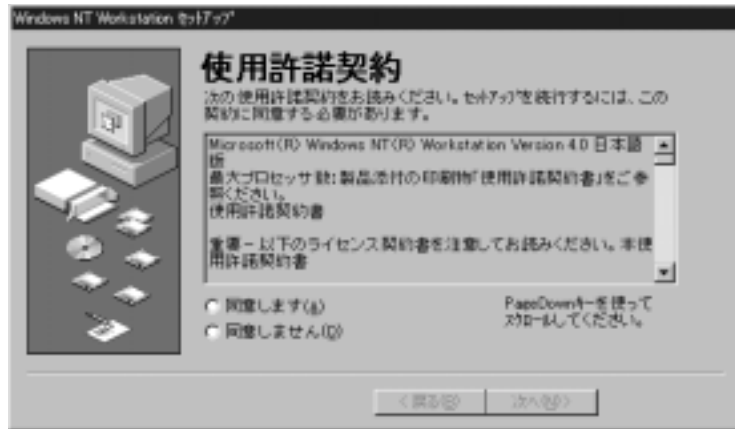 Windows NT Workstation ｾｯﾄｱｯﾌﾟ
使用許諾契約
次の使用許諾契約をお読みください。ｾｯﾄｱｯﾌﾟを続行するには、この
契約に同意する必要があります。
Microsoft(R) Windows NT(R) Workstation Version 4.0 日本語
版
最大プロセッサ数: 製品添付の印刷物｢使用許諾契約書｣をご参
照ください。
使用許諾契約書
重要 - 以下のライセンス契約書を注意してお読みください。本使
用許諾契約書
同意します(A)
同意しません(D)
PageDownｷｰを使って
ｽｸﾛｰﾙしてください。
< 戻る(B)
次へ(N) >